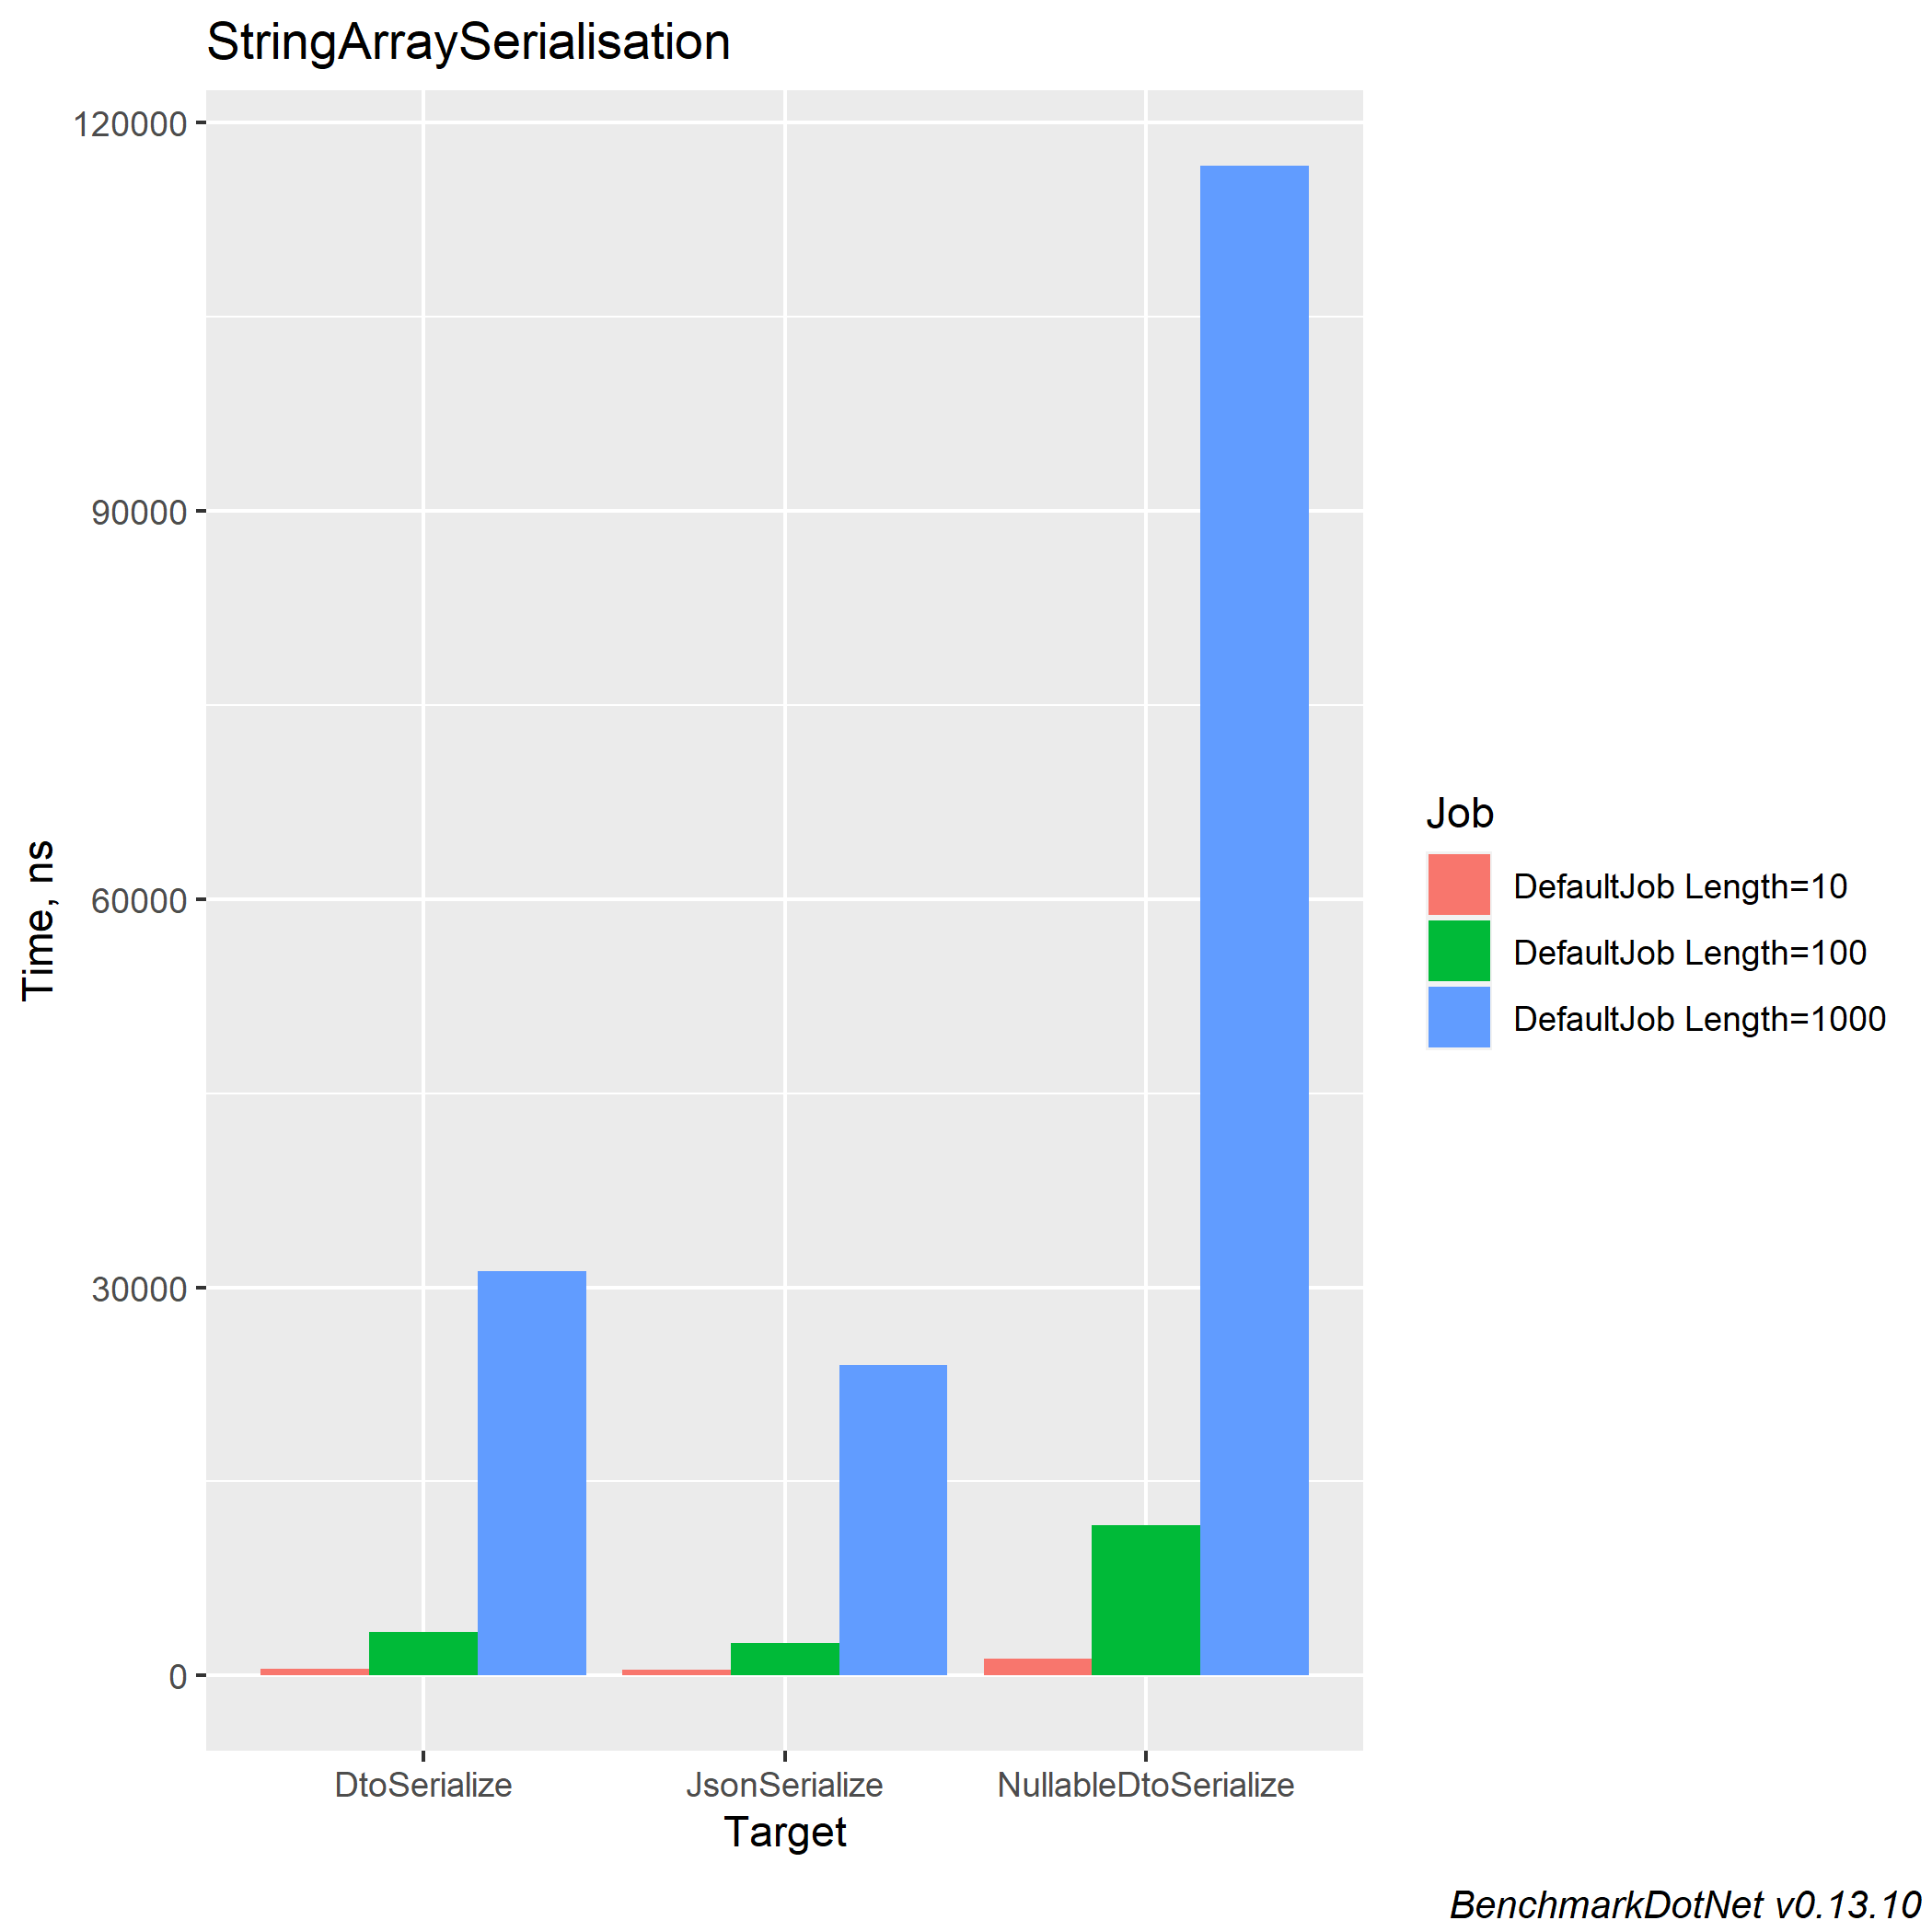 StringArraySerialisation
120000
90000
60000
30000
0
Time, ns
DtoSerialize
JsonSerialize
NullableDtoSerialize
Target
Job
DefaultJob Length=10
DefaultJob Length=100
DefaultJob Length=1000
BenchmarkDotNet v0.13.10